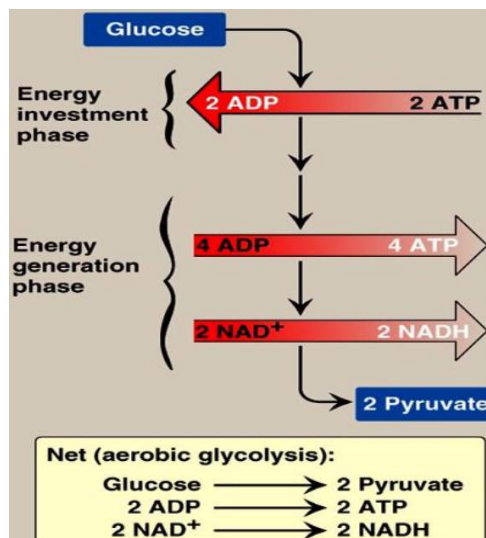 Glucose
Energy
investment
phase
2 ADP 2 ATP
Energy
generation
phase
4 ADP 4 ATP
2 NAD⁺ 2 NADH
2 Pyruvate
Net (aerobic glycolysis):
Glucose ⟶ 2 Pyruvate
2 ADP ⟶ 2 ATP
2 NAD⁺ ⟶ 2 NADH